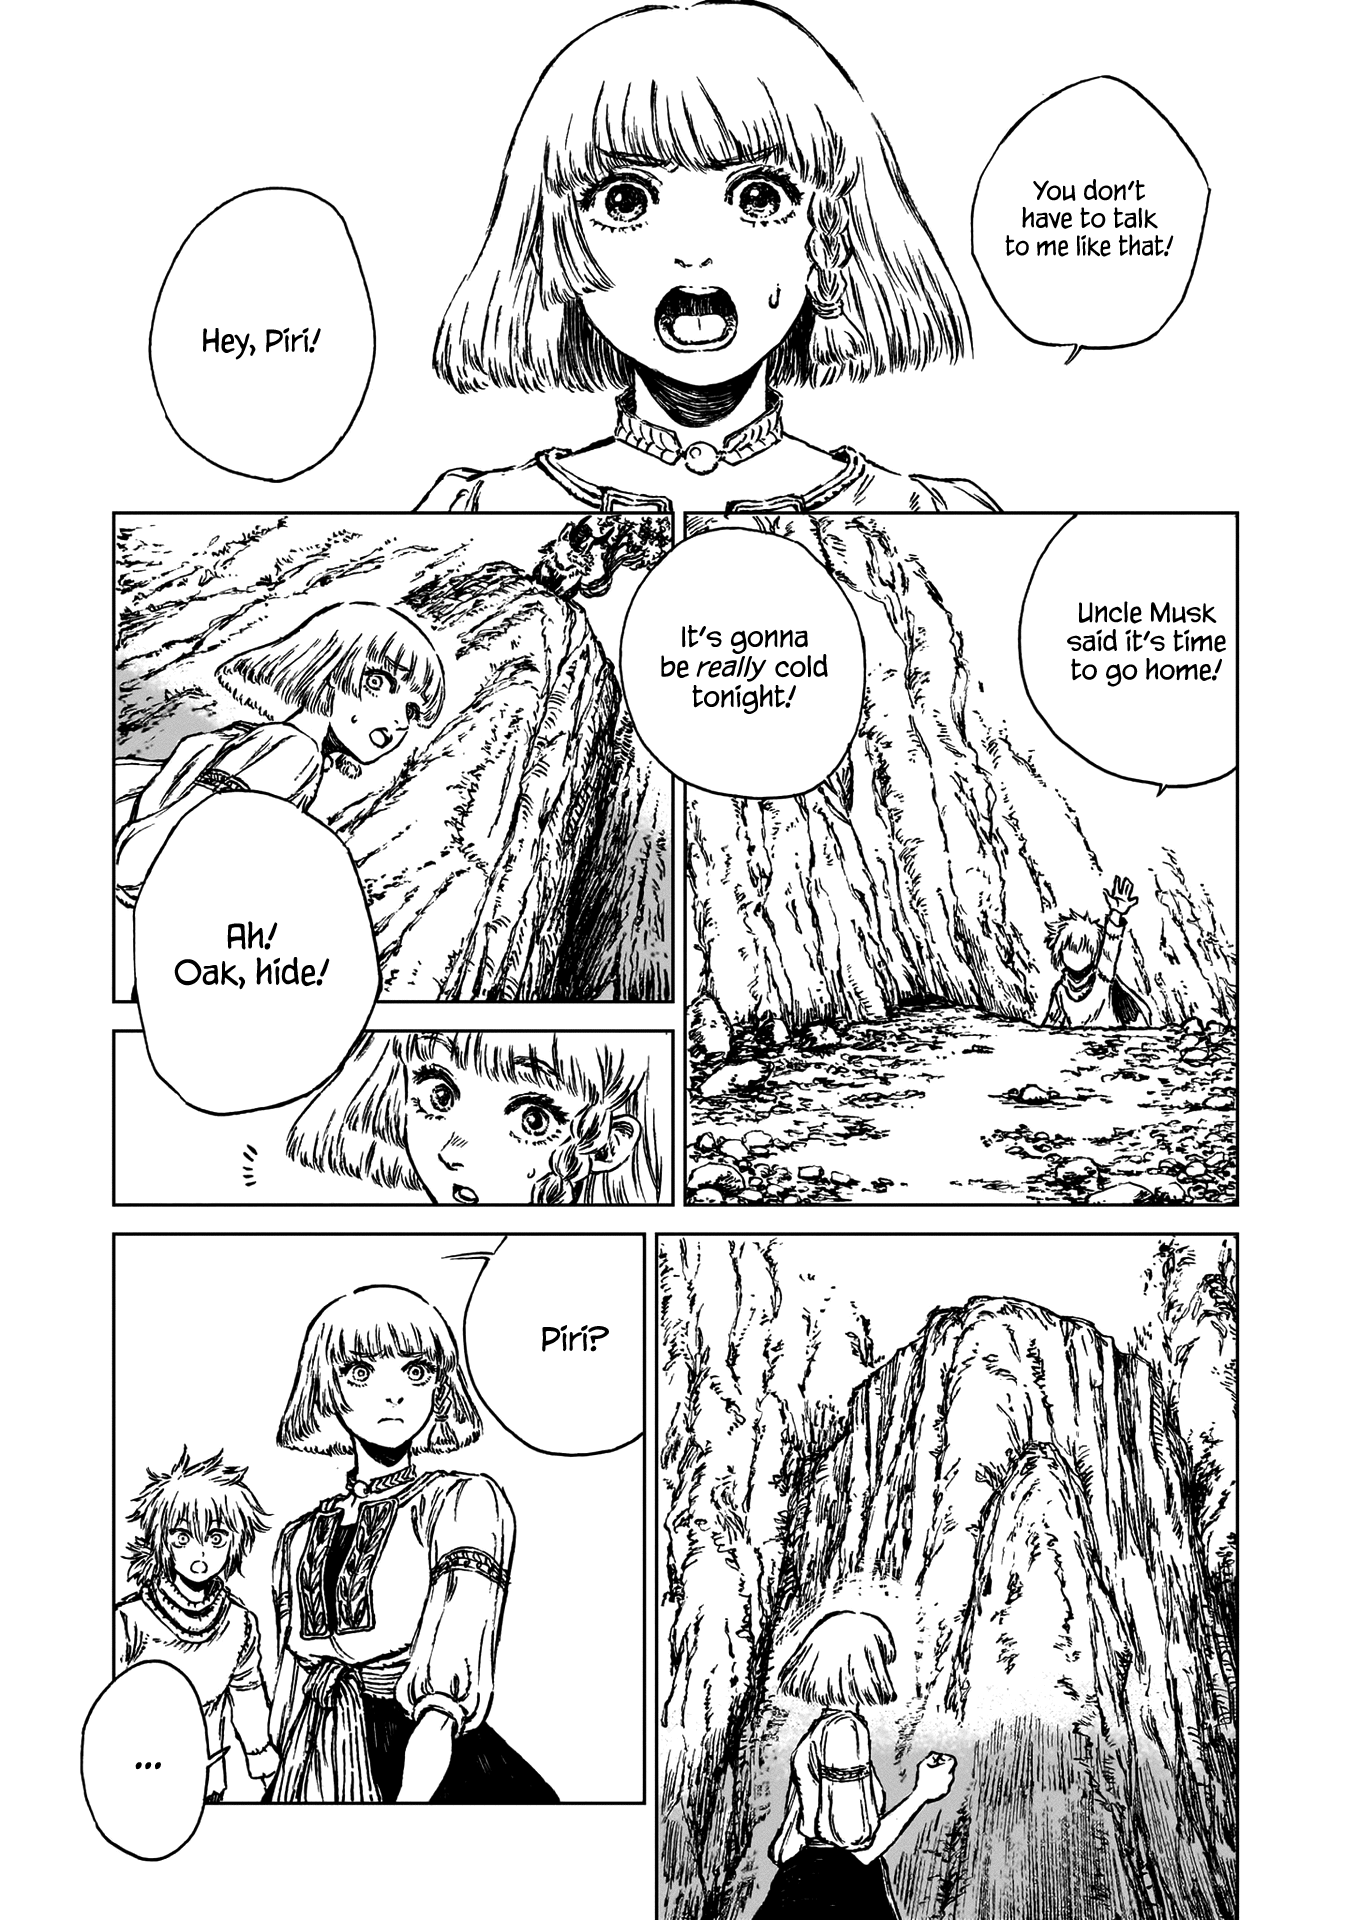 You don't
have to talk
to me like that!
Hey, Piri!
Uncle Musk
said it's time
to go home!
It's gonna
be really cold
tonight!
Ah!
Oak, hide!
Piri?
...